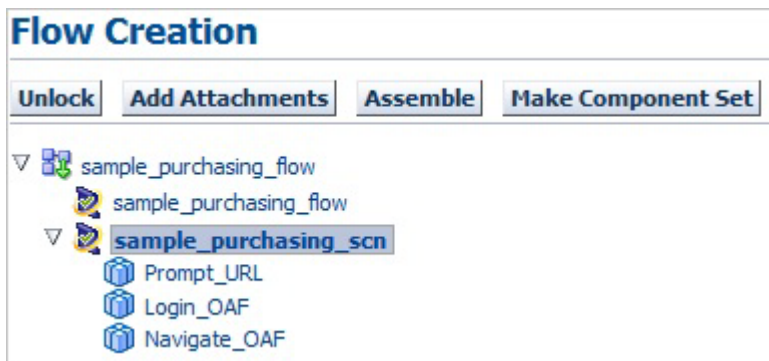 Flow Creation
Unlock Add Attachments Assemble Make Component Set
sample_purchasing_flow
sample_purchasing_flow
sample_purchasing_scn
Prompt_URL
Login_OAF
Navigate_OAF